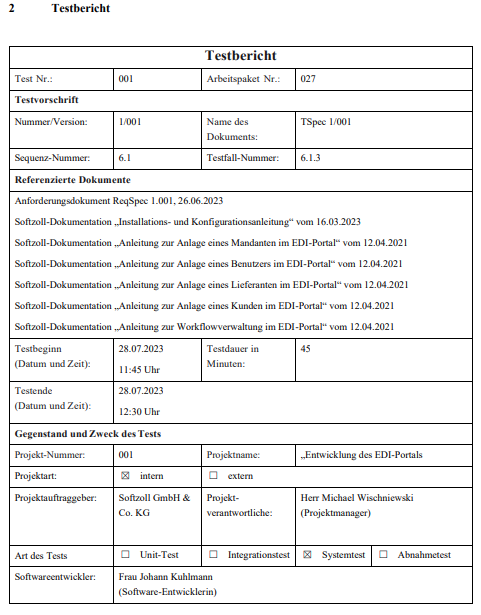 2 Testbericht
Testbericht
Test Nr.: 001 Arbeitspaket Nr.: 027
Testvorschrift
Nummer/Version: 1/001 Name des TSpec 1/001
Dokuments:
Sequenz-Nummer: 6.1 Testfall-Nummer: 6.1.3
Referenzierte Dokumente
Anforderungsdokument ReqSpec 1.001, 26.06.2023
Softzoll-Dokumentation „Installations- und Konfigurationsanleitung“ vom 16.03.2023
Softzoll-Dokumentation „Anleitung zur Anlage eines Mandanten im EDI-Portal“ vom 12.04.2021
Softzoll-Dokumentation „Anleitung zur Anlage eines Benutzers im EDI-Portal“ vom 12.04.2021
Softzoll-Dokumentation „Anleitung zur Anlage eines Lieferanten im EDI-Portal“ vom 12.04.2021
Softzoll-Dokumentation „Anleitung zur Anlage eines Kunden im EDI-Portal“ vom 12.04.2021
Softzoll-Dokumentation „Anleitung zur Workflowverwaltung im EDI-Portal“ vom 12.04.2021
Testbeginn 28.07.2023 Testdauer in 45
(Datum und Zeit): 11:45 Uhr Minuten:
Testende 28.07.2023
(Datum und Zeit): 12:30 Uhr
Gegenstand und Zweck des Tests
Projekt-Nummer: 001 Projektname: „Entwicklung des EDI-Portals
Projektart: ☒ intern ☐ extern
Projektauftraggeber: Softzoll GmbH & Projekt- Herr Michael Wischniewski
Co. KG verantwortliche: (Projektmanager)
Art des Tests ☐ Unit-Test ☐ Integrationstest ☒ Systemtest ☐ Abnahmetest
Softwareentwickler: Frau Johann Kuhlmann
(Software-Entwicklerin)